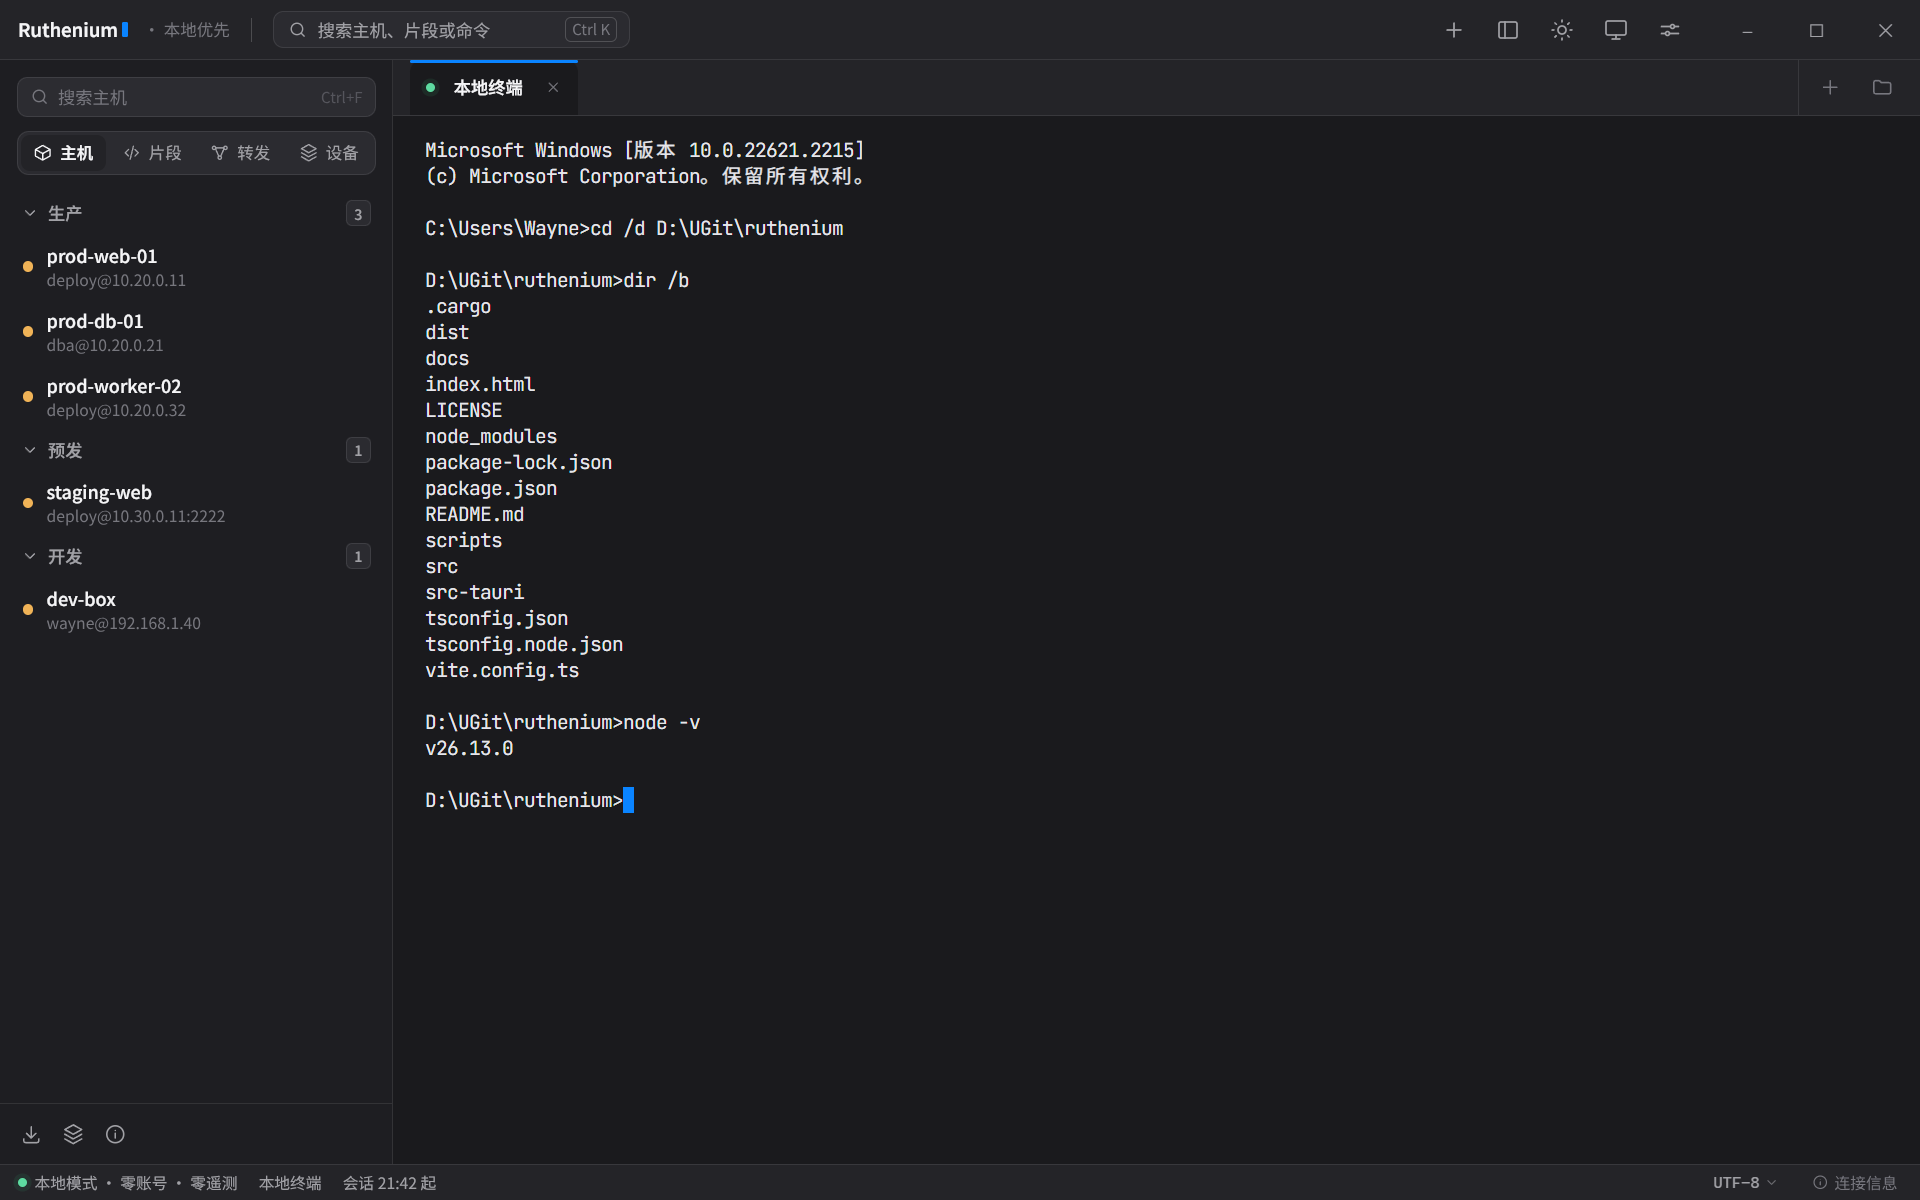 Ruthenium · 本地优先
搜索主机、片段或命令 Ctrl K
搜索主机 Ctrl+F
主机 片段 转发 设备
生产 3
prod-web-01
deploy@10.20.0.11
prod-db-01
dba@10.20.0.21
prod-worker-02
deploy@10.20.0.32
预发 1
staging-web
deploy@10.30.0.11:2222
开发 1
dev-box
wayne@192.168.1.40
本地终端
Microsoft Windows [版本 10.0.22621.2215]
(c) Microsoft Corporation。保留所有权利。
C:\Users\Wayne>cd /d D:\UGit\ruthenium
D:\UGit\ruthenium>dir /b
.cargo
dist
docs
index.html
LICENSE
node_modules
package-lock.json
package.json
README.md
scripts
src
src-tauri
tsconfig.json
tsconfig.node.json
vite.config.ts
D:\UGit\ruthenium>node -v
v26.13.0
D:\UGit\ruthenium>
本地模式 · 零账号 · 零遥测 本地终端 会话 21:42 起
UTF-8 连接信息